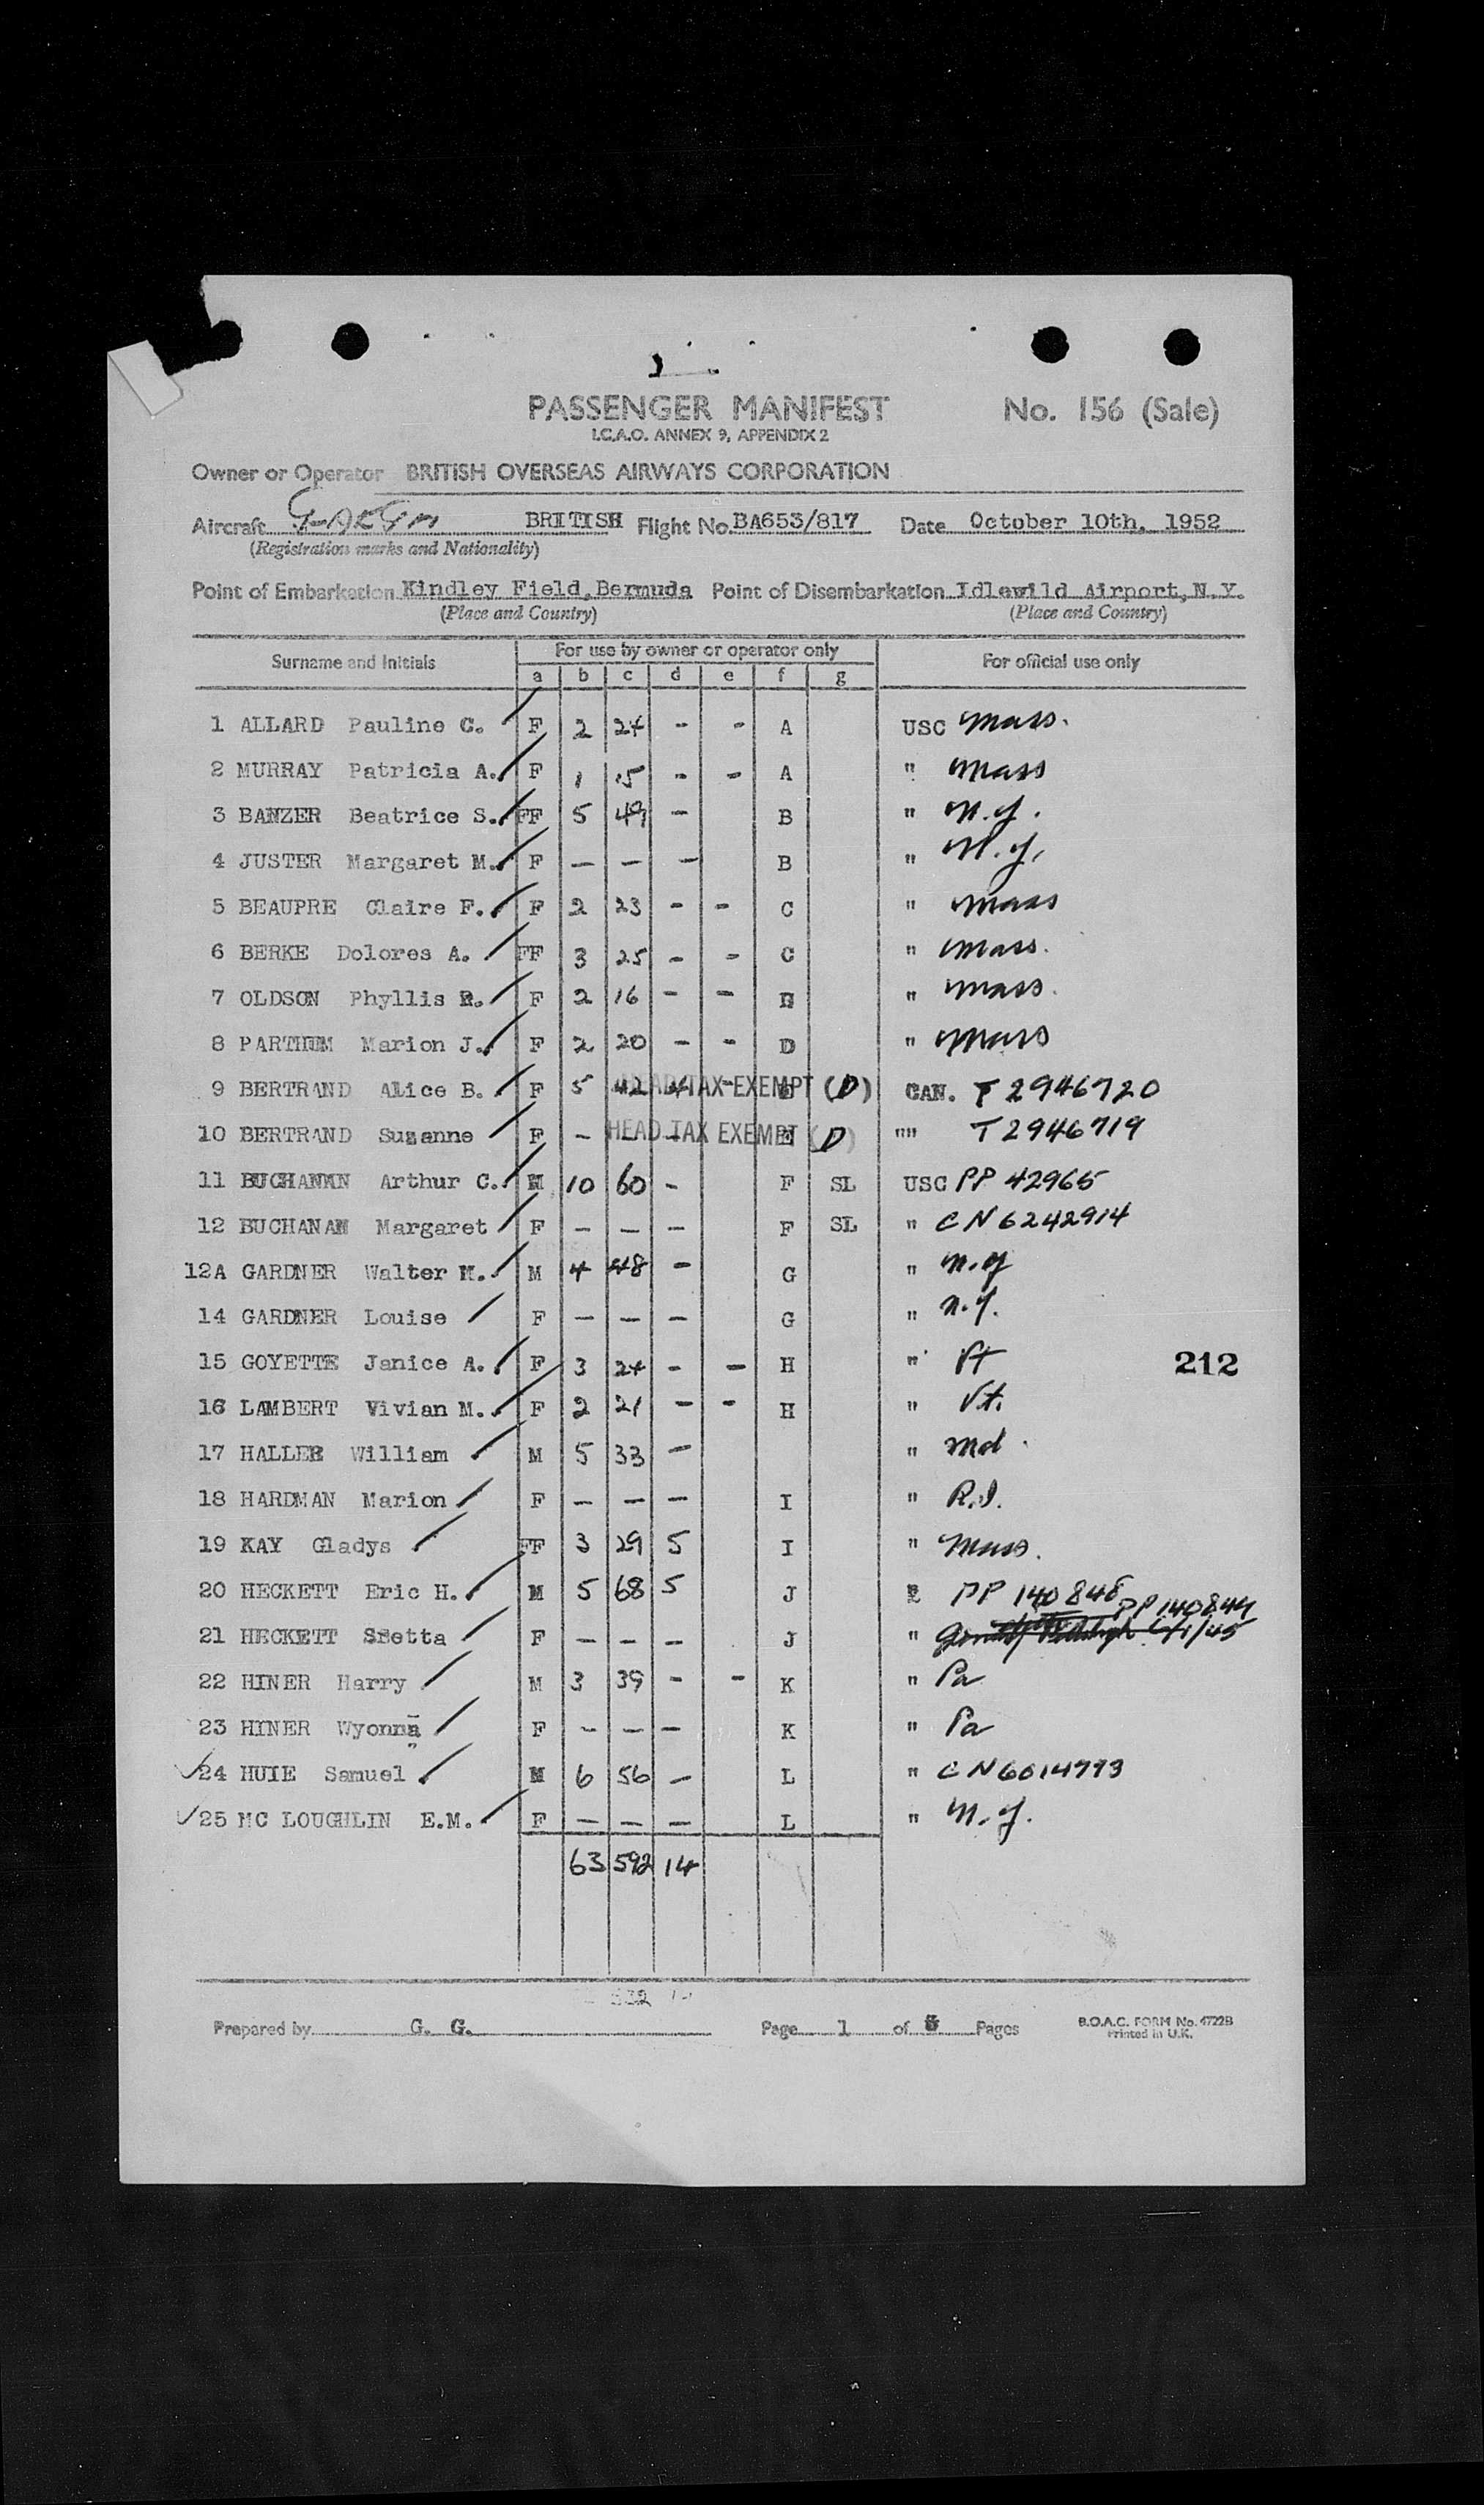 PASSENGER MANIFEST No. 156 (Sale)
I.C.A.O. ANNEX 9, APPENDIX 2
Owner or Operator BRITISH OVERSEAS AIRWAYS CORPORATION
Aircraft BRITISH Flight No. BA653/817 Date October 10th, 1952
(Registration marks and Nationality)
Point of Embarkation Kindley Field, Bermuda Point of Disembarkation Idlewild Airport, N.Y.
(Place and Country) (Place and Country)
Surname and Initials For use by owner or operator only For official use only
a b c d e f g
1 ALLARD Pauline C. F 2 24 - - A USC Mass.
2 MURRAY Patricia A. F 1 15 - - A " Mass
3 BANZER Beatrice S. FF 5 49 - B " N.Y.
4 JUSTER Margaret M. F - - - B " N.Y.
5 BEAUPRE Claire F. F 2 23 - - C " Mass
6 BERKE Dolores A. FF 3 25 - - C " Mass.
7 OLDSON Phyllis R. F 2 16 - - D " Mass.
8 PARTHUM Marion J. F 2 20 - - D " Mass
9 BERTRAND Alice B. F 5 42 4 - HEAD TAX EXEMPT (D) CAN. T 2946720
10 BERTRAND Suzanne F - - - HEAD TAX EXEMPT (D) "" T 2946719
11 BUCHANAN Arthur C. M 10 60 - F SL USC PP 42965
12 BUCHANAN Margaret F - - - F SL " CN 6242914
12A GARDNER Walter M. M 4 48 - G " N.Y
14 GARDNER Louise F - - - G " N.Y.
15 GOYETTE Janice A. F 3 24 - - H " Vt
212
16 LAMBERT Vivian M. F 2 21 - - H " Vt.
17 HALLER William M 5 33 - " Md.
18 HARDMAN Marion F - - - I " R.I.
19 KAY Gladys FF 3 29 5 I " Mass.
20 HECKETT Eric H. M 5 68 5 J " PP 140848
21 HECKETT Sretta F - - - J " PP 140844
22 HINER Harry M 3 39 - - K " Pa
23 HINER Wyonna F - - - K " Pa
24 HUIE Samuel M 6 56 - L " CN 6014773
25 MC LOUGHLIN E.M. F - - - L " N.Y.
63 592 14
Prepared by G. G. Page 1 of 5 Pages B.O.A.C. FORM No. 4722B
Printed in U.K.